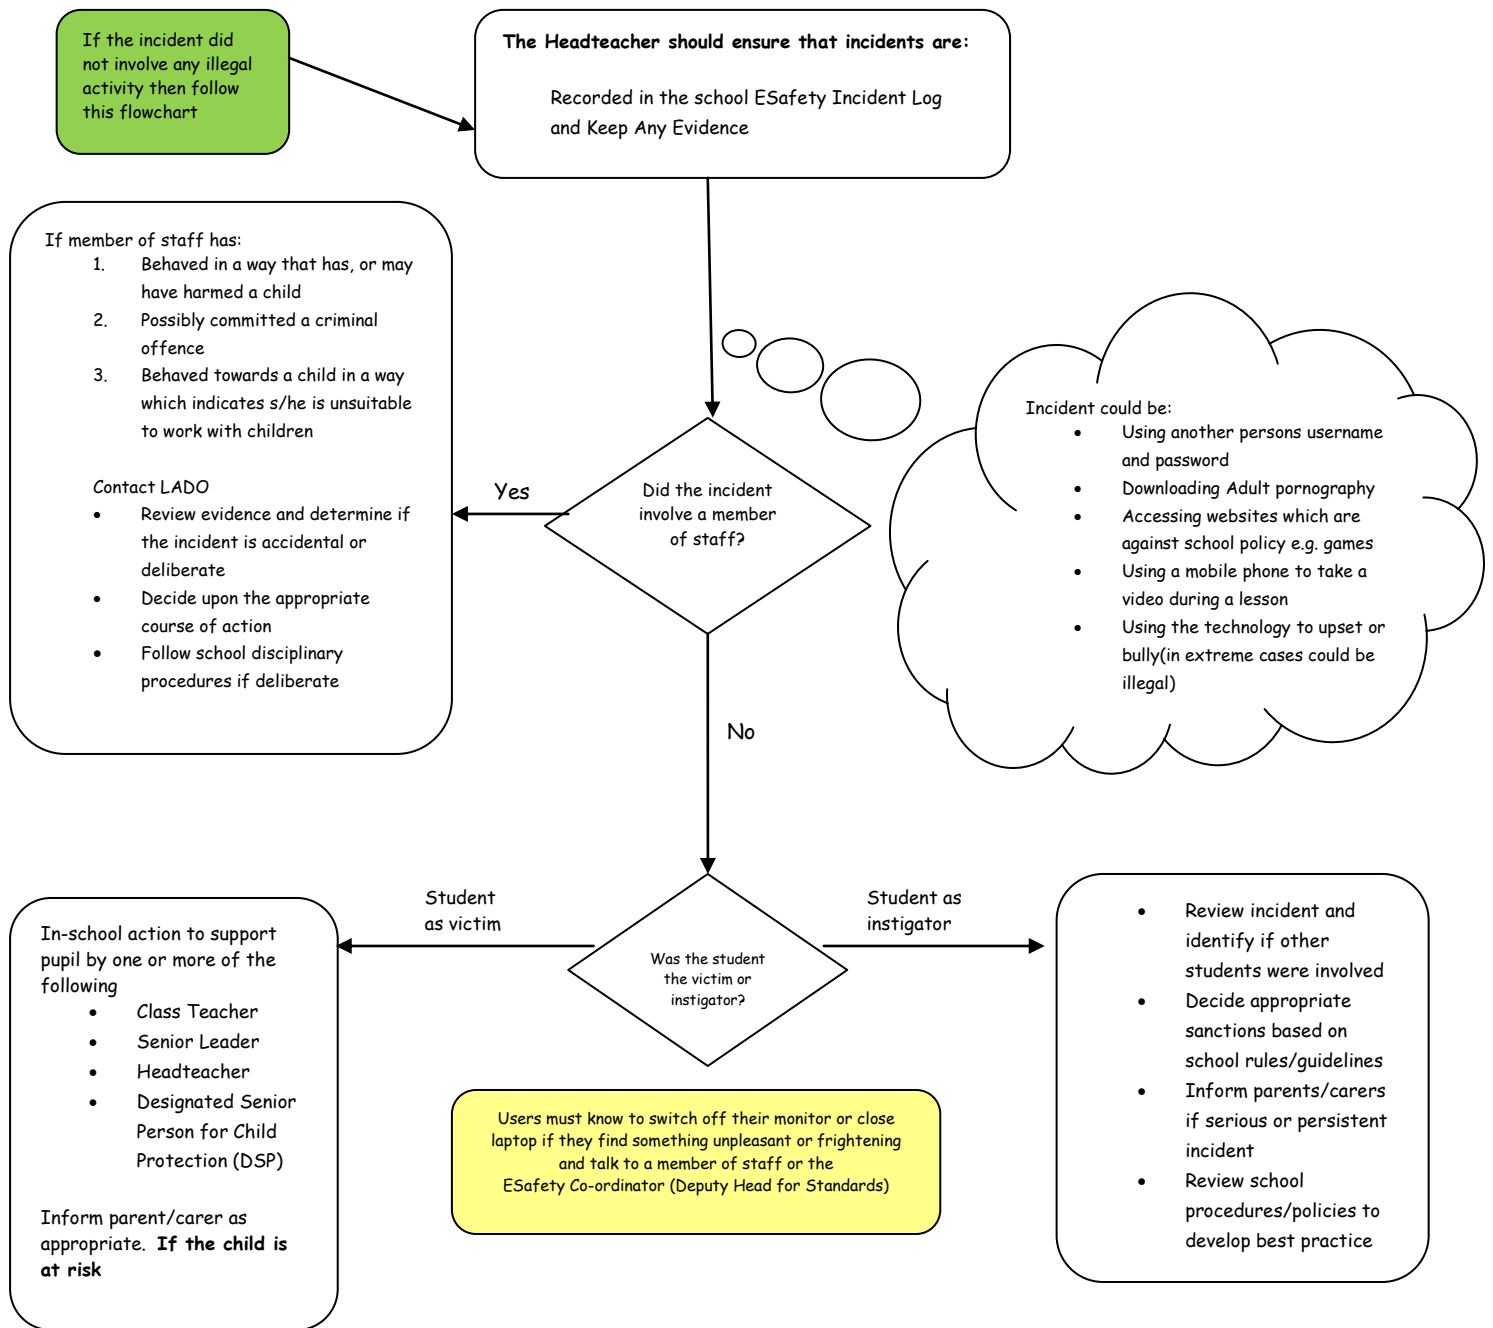 If the incident did
not involve any illegal
activity then follow
this flowchart
The Headteacher should ensure that incidents are:
Recorded in the school ESafety Incident Log
and Keep Any Evidence
If member of staff has:
1. Behaved in a way that has, or may
have harmed a child
2. Possibly committed a criminal
offence
3. Behaved towards a child in a way
which indicates s/he is unsuitable
to work with children
Contact LADO
• Review evidence and determine if
the incident is accidental or
deliberate
• Decide upon the appropriate
course of action
• Follow school disciplinary
procedures if deliberate
Yes
Did the incident
involve a member
of staff?
Incident could be:
• Using another persons username
and password
• Downloading Adult pornography
• Accessing websites which are
against school policy e.g. games
• Using a mobile phone to take a
video during a lesson
• Using the technology to upset or
bully(in extreme cases could be
illegal)
No
Student
as victim
Was the student
the victim or
instigator?
Student as
instigator
In-school action to support
pupil by one or more of the
following
• Class Teacher
• Senior Leader
• Headteacher
• Designated Senior
Person for Child
Protection (DSP)
Inform parent/carer as
appropriate. If the child is
at risk
Users must know to switch off their monitor or close
laptop if they find something unpleasant or frightening
and talk to a member of staff or the
ESafety Co-ordinator (Deputy Head for Standards)
• Review incident and
identify if other
students were involved
• Decide appropriate
sanctions based on
school rules/guidelines
• Inform parents/carers
if serious or persistent
incident
• Review school
procedures/policies to
develop best practice